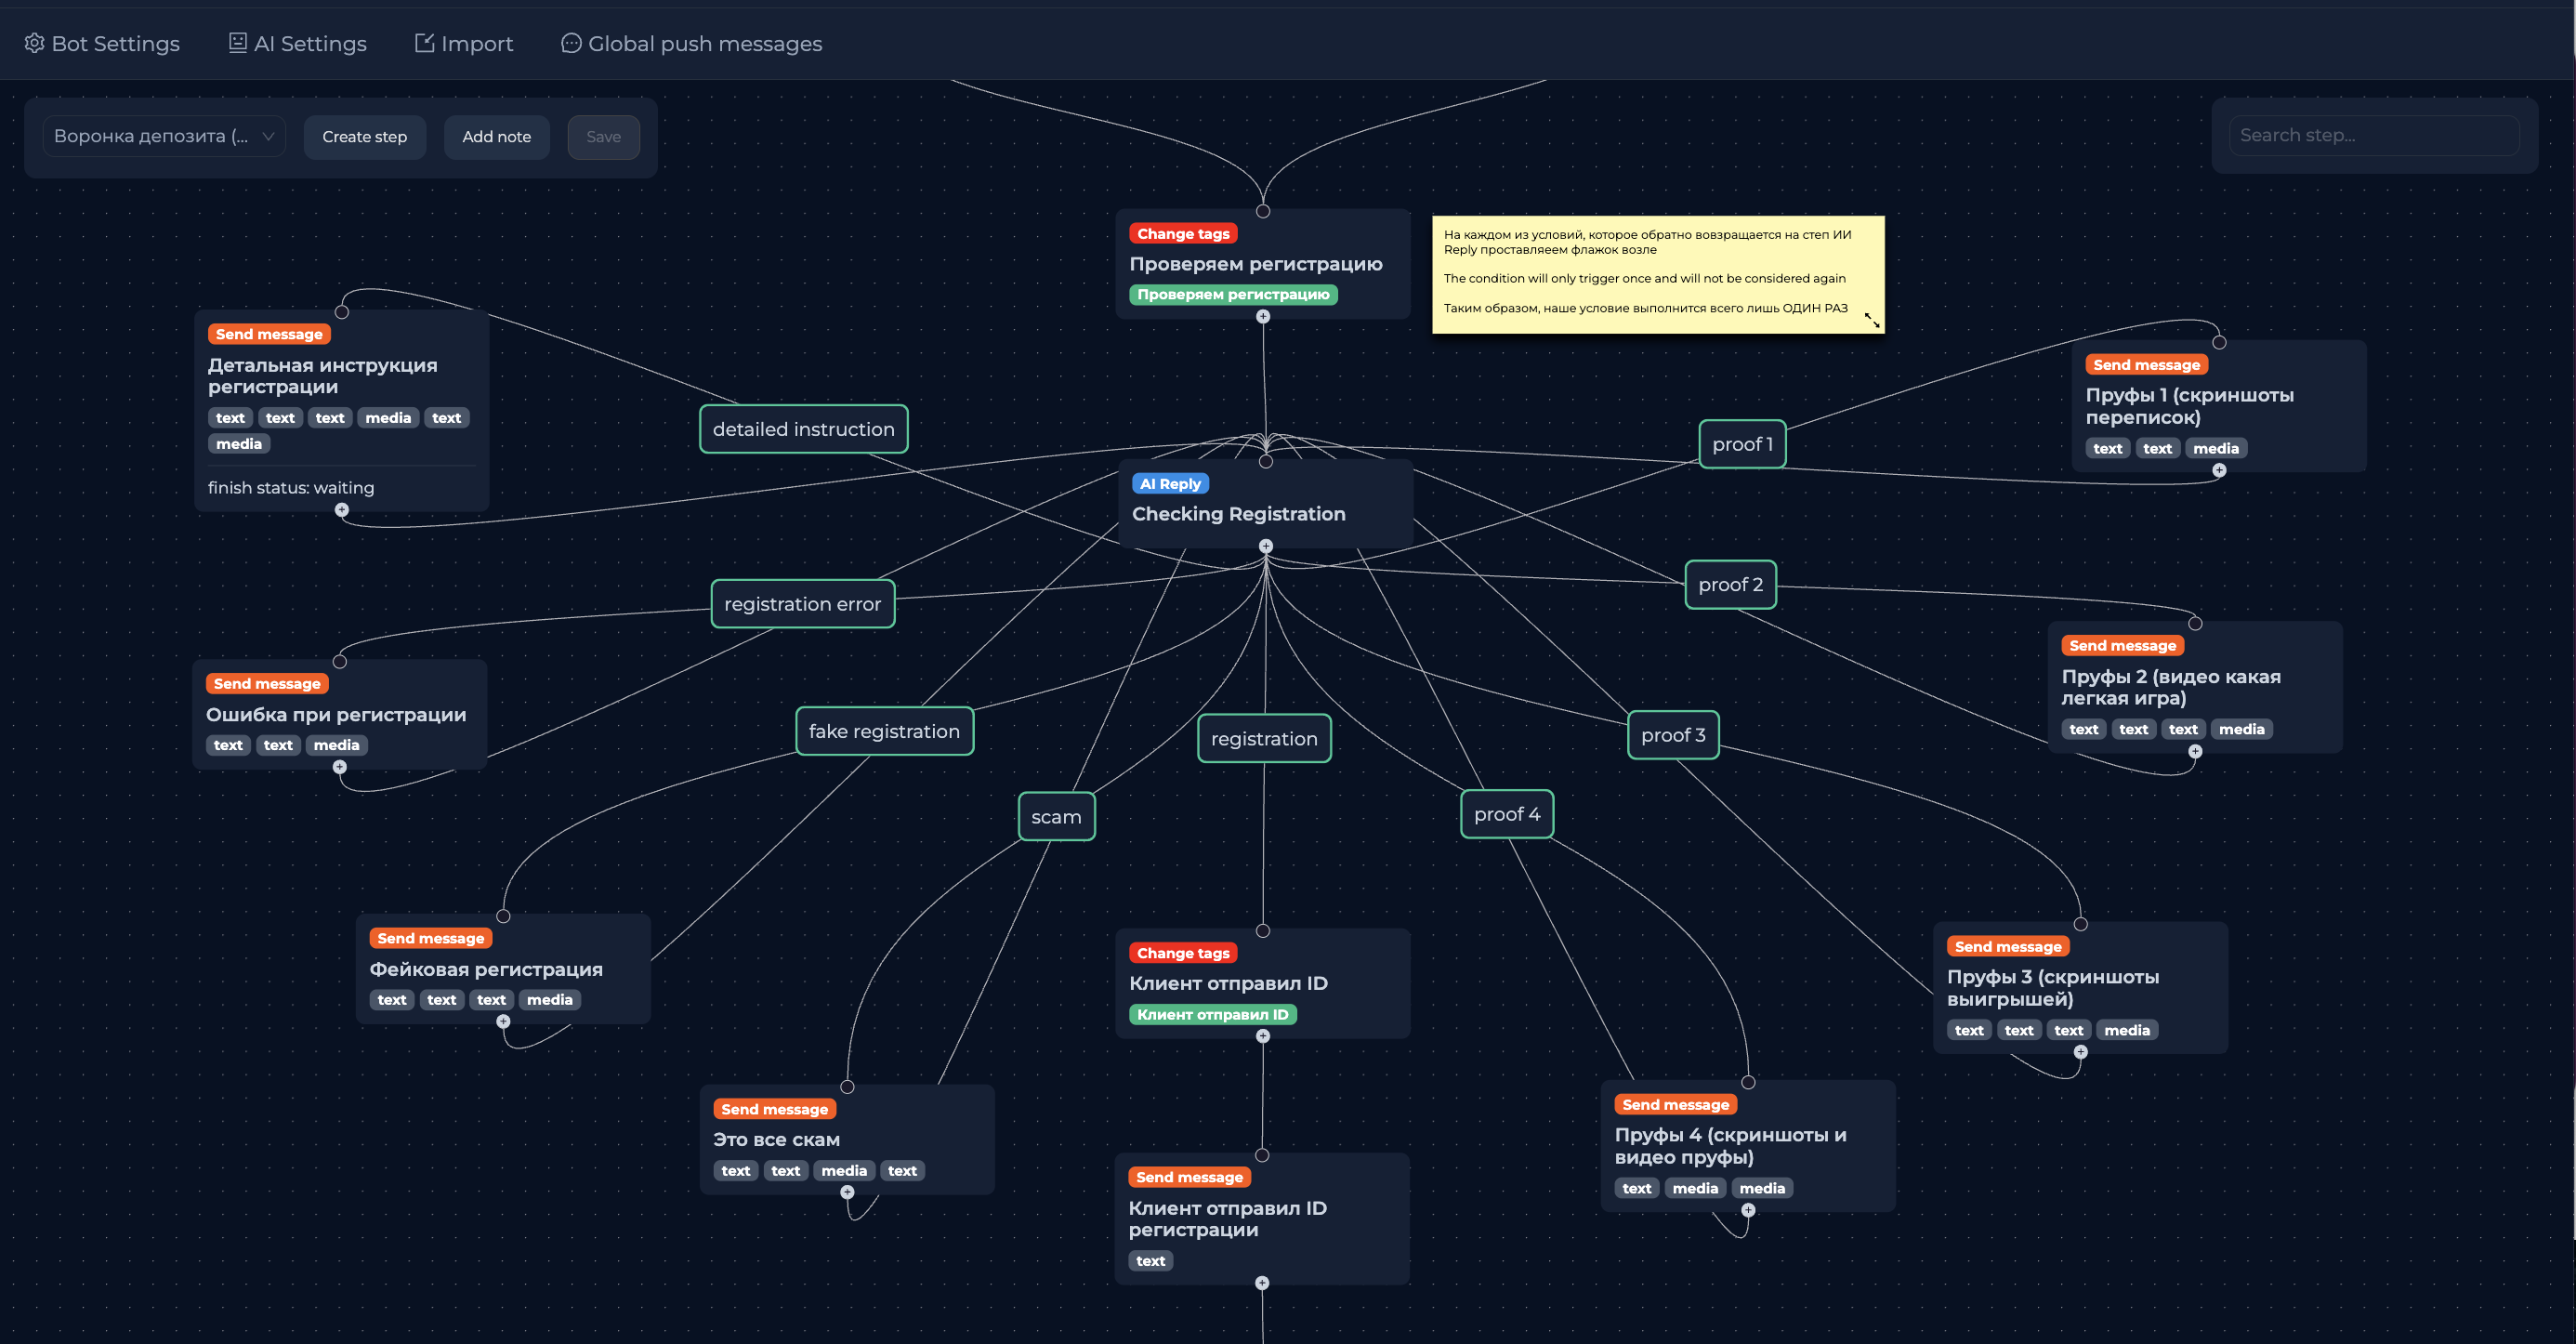 Bot Settings
AI Settings
Import
Global push messages
Воронка депозита (...
Create step
Add note
Save
Search step...
Change tags
Проверяем регистрацию
Проверяем регистрацию
На каждом из условий, которое обратно вовзращается на степ ИИ
Reply проставляеем флажок возле
The condition will only trigger once and will not be considered again
Таким образом, наше условие выполнится всего лишь ОДИН РАЗ
Send message
Детальная инструкция
регистрации
text text text media text
media
finish status: waiting
detailed instruction
proof 1
Send message
Пруфы 1 (скриншоты
переписок)
text text media
AI Reply
Checking Registration
registration error
proof 2
Send message
Ошибка при регистрации
text text media
Send message
Пруфы 2 (видео какая
легкая игра)
text text text media
fake registration
registration
proof 3
scam
proof 4
Send message
Фейковая регистрация
text text text media
Change tags
Клиент отправил ID
Клиент отправил ID
Send message
Пруфы 3 (скриншоты
выигрышей)
text text text media
Send message
Это все скам
text text media text
Send message
Клиент отправил ID
регистрации
text
Send message
Пруфы 4 (скриншоты и
видео пруфы)
text media media